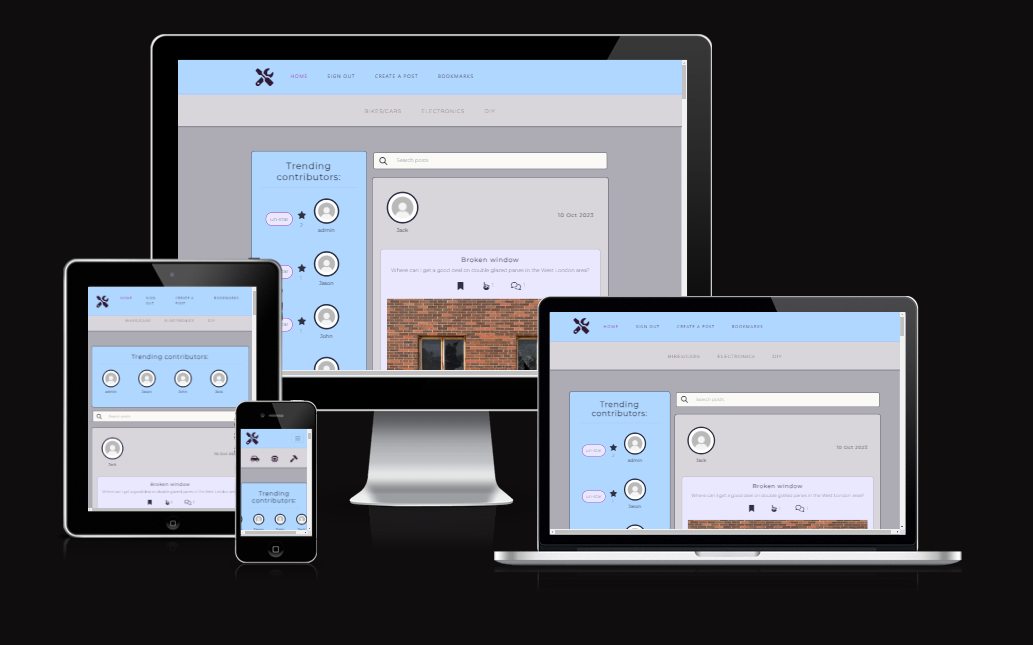 HOME SIGN OUT CREATE A POST BOOKMARKS
BIKES/CARS ELECTRONICS DIY
Trending
contributors:
Search posts
un-star
2
admin
Jack
10 Oct 2023
Jason
John
Broken window
Where can I get a good deal on double glazed panes in the West London area?
HOME SIGN OUT CREATE A POST BOOKMARKS
BIKES/CARS ELECTRONICS DIY
Trending contributors:
admin Jason John Jack
Search posts
Jack
Broken window
Trending
contributors:
HOME SIGN OUT CREATE A POST BOOKMARKS
BIKES/CARS ELECTRONICS DIY
Trending
contributors:
Search posts
un-star
admin
Jack
10 Oct 2023
un-star
Jason
Broken window
Where can I get a good deal on double glazed panes in the West London area?